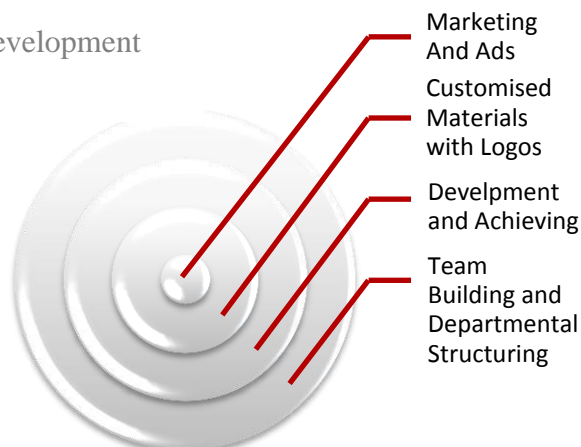 evelopment
Marketing
And Ads
Customised
Materials
with Logos
Develpment
and Achieving
Team
Building and
Departmental
Structuring